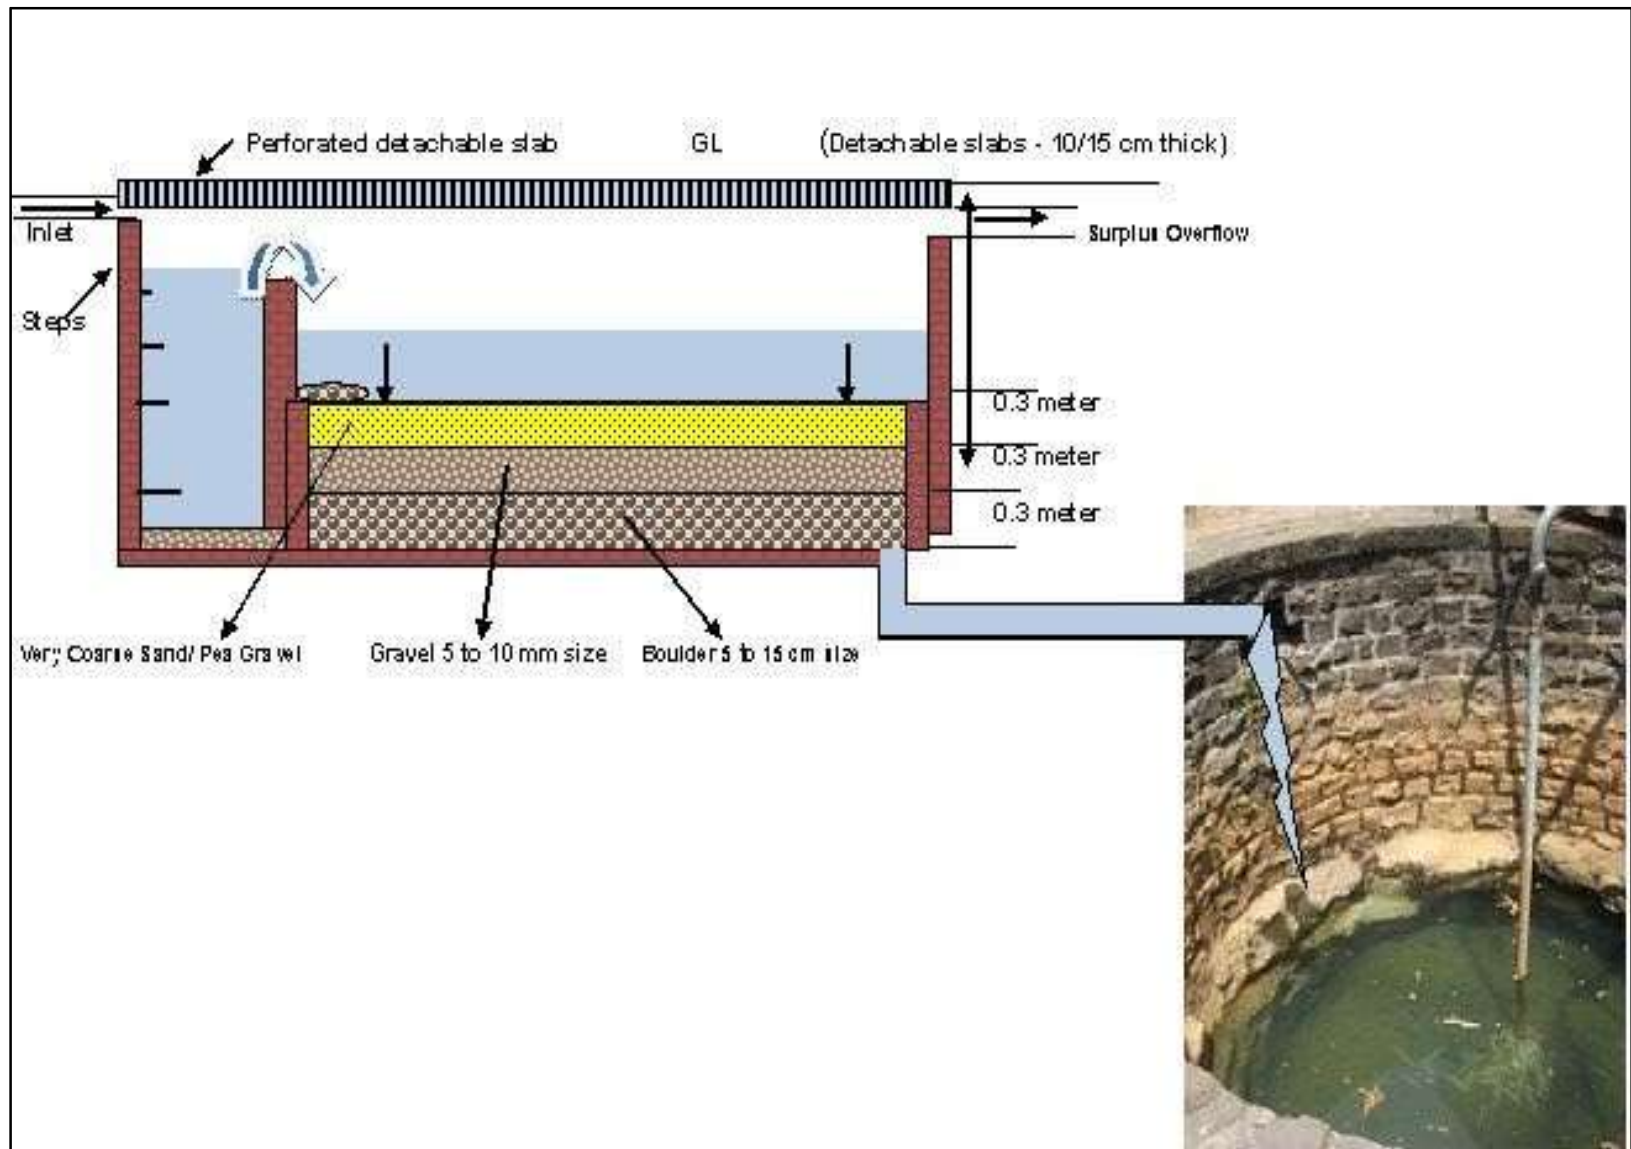 Perforated detachable slab
GL
(Detachable slabs - 10/15 cm thick)
Inlet
Surplus Overflow
Steps
0.3 meter
0.3 meter
0.3 meter
Very Coarse Sand/ Pea Gravel
Gravel 5 to 10 mm size
Boulder 5 to 15 cm size